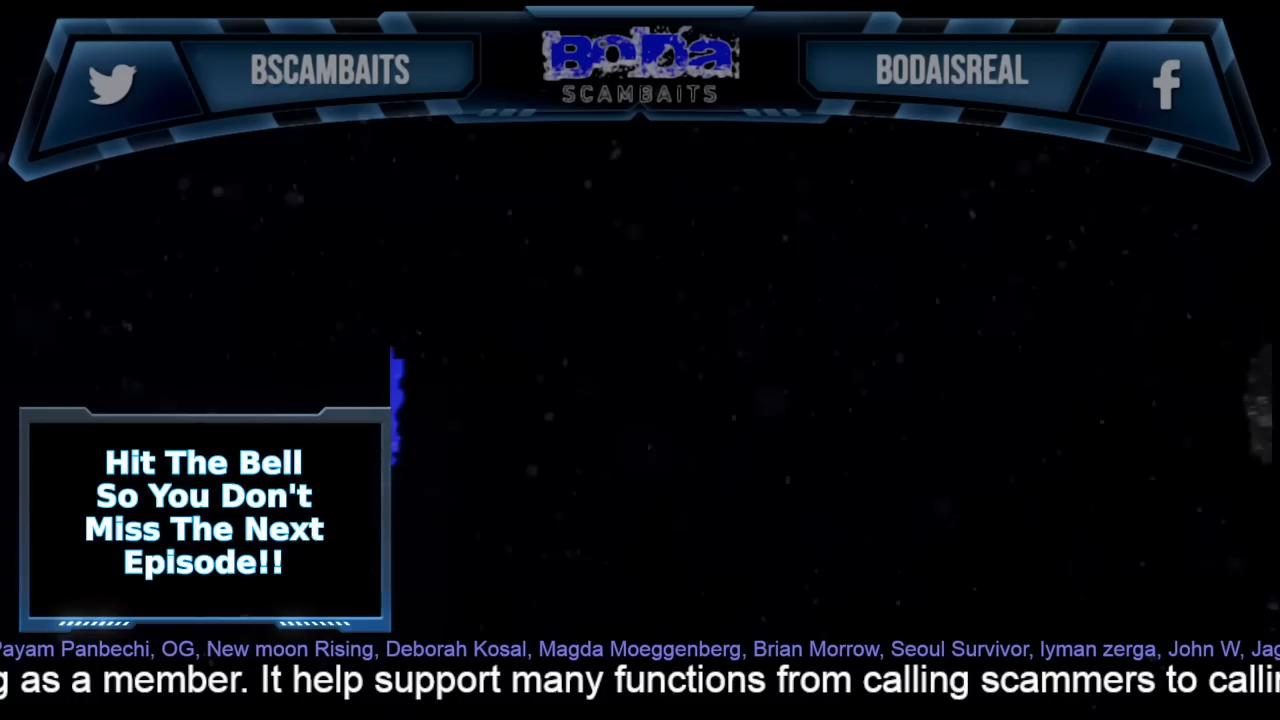 BSCAMBAITS
BoDa
SCAMBAITS
BODAISREAL
Hit The Bell
So You Don't
Miss The Next
Episode!!
Payam Panbechi, OG, New moon Rising, Deborah Kosal, Magda Moeggenberg, Brian Morrow, Seoul Survivor, lyman zerga, John W, Jag
g as a member. It help support many functions from calling scammers to callin